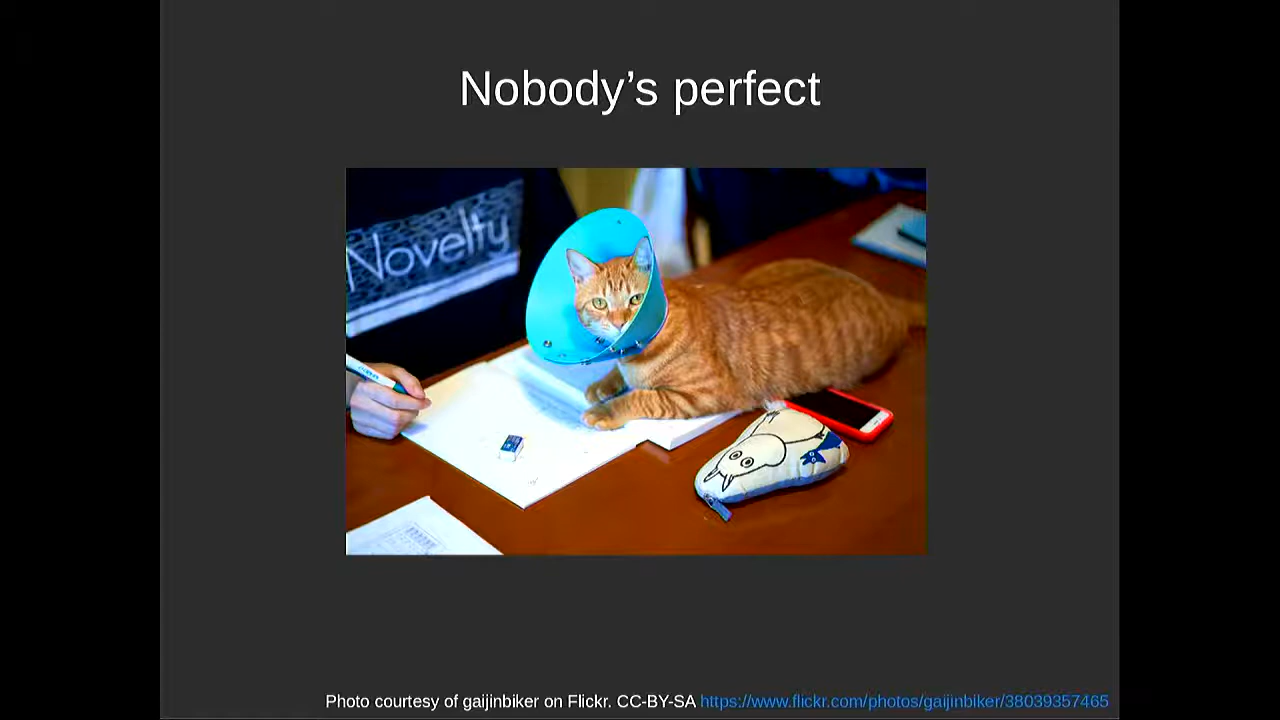 Nobody’s perfect
Novelty
Photo courtesy of gaijinbiker on Flickr. CC-BY-SA https://www.flickr.com/photos/gaijinbiker/38039357465